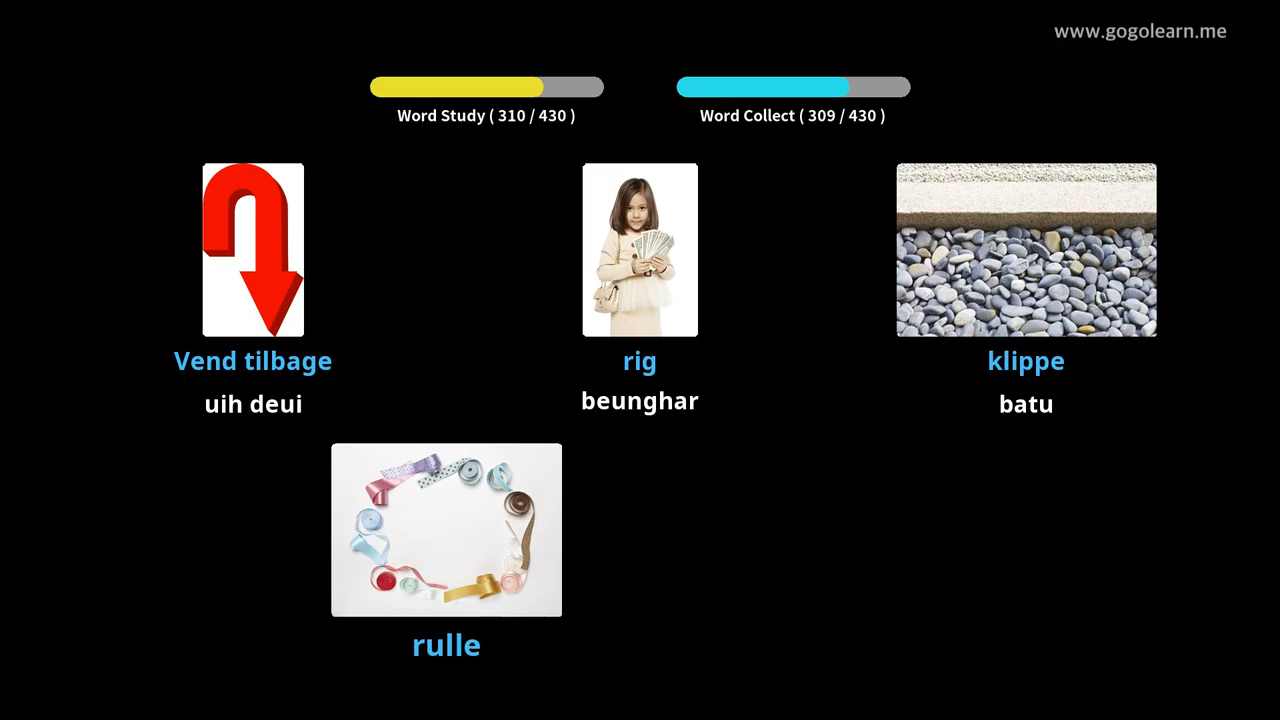 www.gogolearn.me
Word Study ( 310 / 430 )
Word Collect ( 309 / 430 )
Vend tilbage
rig
klippe
uih deui
beunghar
batu
rulle